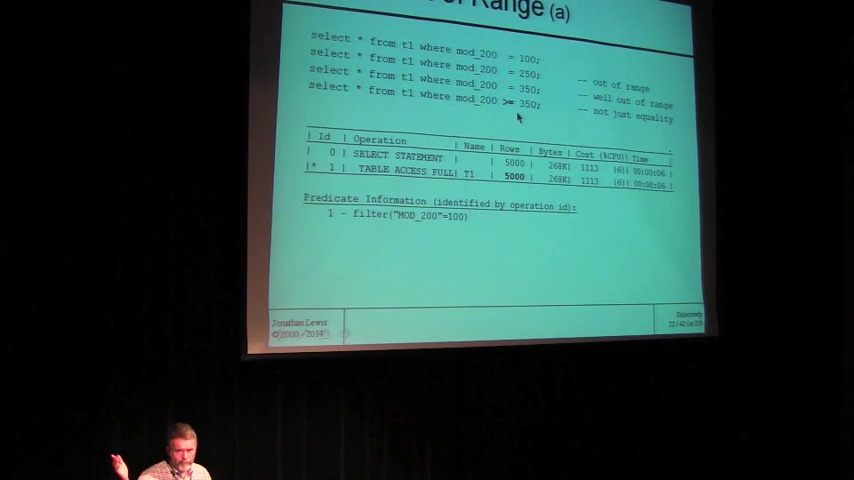 Range (a)
select * from t1 where mod_200 = 100;
select * from t1 where mod_200 = 250; -- out of range
select * from t1 where mod_200 = 350; -- well out of range
select * from t1 where mod_200 >= 350; -- not just equality
| Id | Operation | Name | Rows | Bytes | Cost (%CPU)| Time |
| 0 | SELECT STATEMENT | | 5000 | 268K| 1113 (6)| 00:00:06 |
|* 1 | TABLE ACCESS FULL| T1 | 5000 | 268K| 1113 (6)| 00:00:06 |
Predicate Information (identified by operation id):
1 - filter("MOD_200"=100)
Jonathan Lewis
© 2000 - 2014
Selectivity